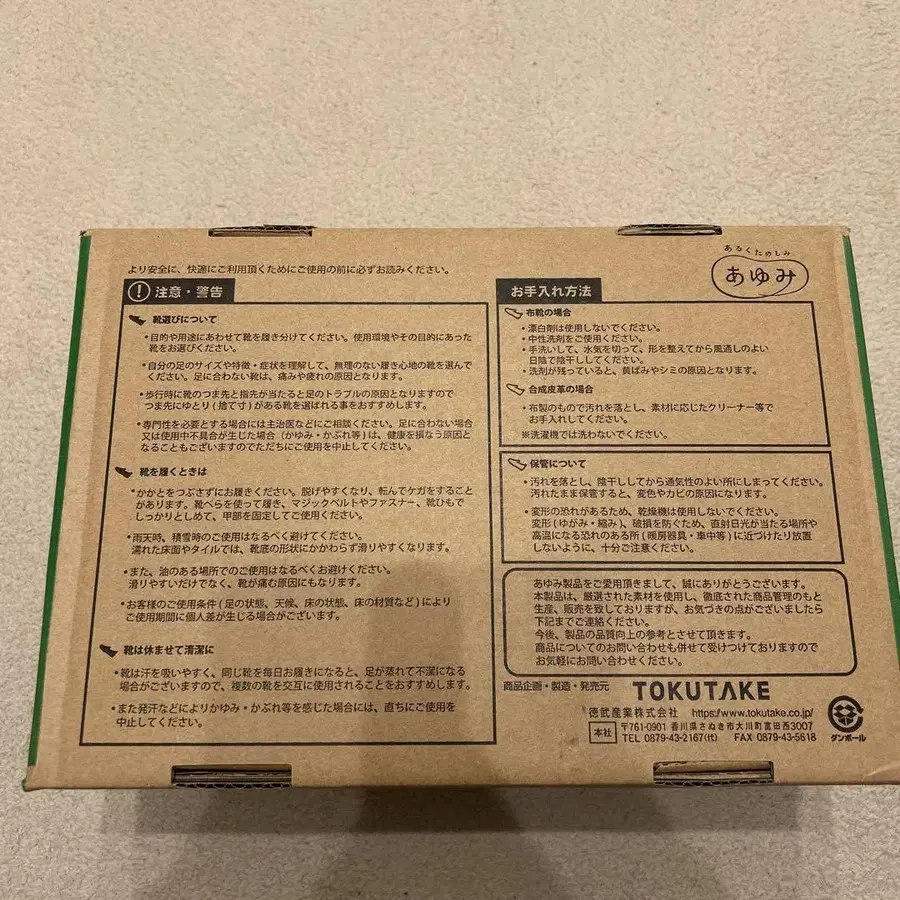 より安全に、快適にご利用頂くためにご使用の前に必ずお読みください。
注意・警告
靴選びについて
・目的や用途にあわせて靴を履き分けてください。使用環境やその目的にあった
靴をお選びください。
・自分の足のサイズや特徴・症状を理解して、無理のない履き心地の靴を選んで
ください。足に合わない靴は、痛みや疲れの原因となります。
・歩行時に靴のつま先と指先が当たると足のトラブルの原因となりますので
つま先にゆとり(捨て寸)がある靴を選ばれる事をおすすめします。
・専門性を必要とする場合には主治医などにご相談ください。足に合わない場合
又は使用中不具合が生じた場合(かゆみ・かぶれ等)は、健康を損なう原因と
なることもございますのでただちにご使用を中止してください。
靴を履くときは
・かかとをつぶさずにお履きください。脱げやすくなり、転んでケガをすること
があります。靴べらを使って履き、マジックベルトやファスナー、靴ひもで
しっかりとしめて、甲部を固定してご使用ください。
・雨天時、積雪時のご使用はなるべく避けてください。
濡れた床面やタイルでは、靴底の形状にかかわらず滑りやすくなります。
・また、油のある場所でのご使用はなるべくお避けください。
滑りやすいだけでなく、靴が痛む原因にもなります。
・お客様のご使用条件(足の状態、天候、床の状態、床の材質など)により
ご使用期間に個人差が生じる場合がございます。
靴は休ませて清潔に
・靴は汗を吸いやすく、同じ靴を毎日お履きになると、足が蒸れて不潔になる
場合がございますので、複数の靴を交互に使用されることをおすすめします。
・また発汗などによりかゆみ・かぶれ等を感じた場合には、直ちにご使用を
中止してください。
あるくたのしみ
あゆみ
お手入れ方法
布靴の場合
・漂白剤は使用しないでください。
・中性洗剤をご使用ください。
・手洗いして、水気を切って、形を整えてから風通しのよい
日陰で陰干ししてください。
・洗剤が残っていると、黄ばみやシミの原因となります。
合成皮革の場合
・布製のもので汚れを落とし、素材に応じたクリーナー等で
お手入れしてください。
※洗濯機では洗わないでください。
保管について
・汚れを落とし、陰干ししてから通気性のよい所にしまってください。
汚れたまま保管すると、変色やカビの原因になります。
・変形の恐れがあるため、乾燥機は使用しないでください。
変形(ゆがみ・縮み)、破損を防ぐため、直射日光が当たる場所や
高温になる恐れのある所(暖房器具・車中等)に近づけたり放置
しないように、十分ご注意ください。
あゆみ製品をご愛用頂きまして、誠にありがとうございます。
本製品は、厳選された素材を使用し、徹底された商品管理のもと
生産、販売を致しておりますが、お気づきの点がございましたら
下記までご連絡ください。
今後、製品の品質向上の参考とさせて頂きます。
商品についてのお問い合わせも併せて受けつけておりますので
お気軽にお問い合わせください。
商品企画・製造・発売元 TOKUTAKE
徳武産業株式会社 https://www.tokutake.co.jp/
本社 〒761-0901 香川県さぬき市大川町富田西3007
TEL 0879-43-2167(代) FAX 0879-43-5618
ダンボール